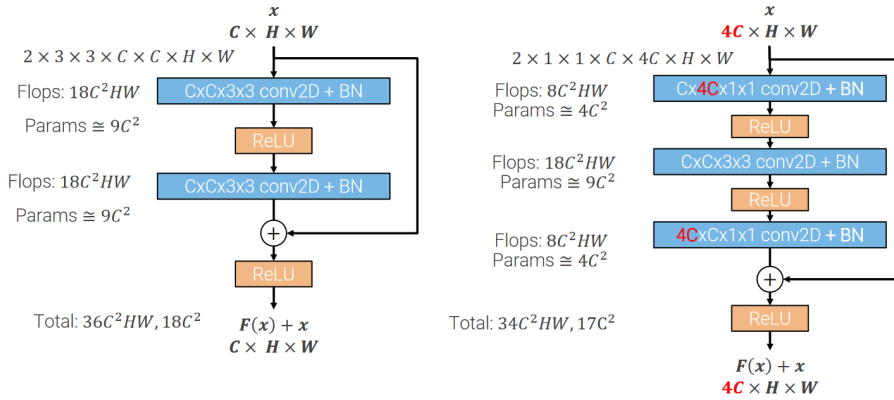 x
C × H × W
2 × 3 × 3 × C × C × H × W
Flops: 18C²HW
CxCx3x3 conv2D + BN
Params ≅ 9C²
ReLU
Flops: 18C²HW
CxCx3x3 conv2D + BN
Params ≅ 9C²
+
ReLU
Total: 36C²HW, 18C²
F(x) + x
C × H × W
x
4C × H × W
2 × 1 × 1 × C × 4C × H × W
Flops: 8C²HW
Cx4Cx1x1 conv2D + BN
Params ≅ 4C²
ReLU
Flops: 18C²HW
CxCx3x3 conv2D + BN
Params ≅ 9C²
ReLU
4CxCx1x1 conv2D + BN
Flops: 8C²HW
Params ≅ 4C²
+
ReLU
Total: 34C²HW, 17C²
F(x) + x
4C × H × W